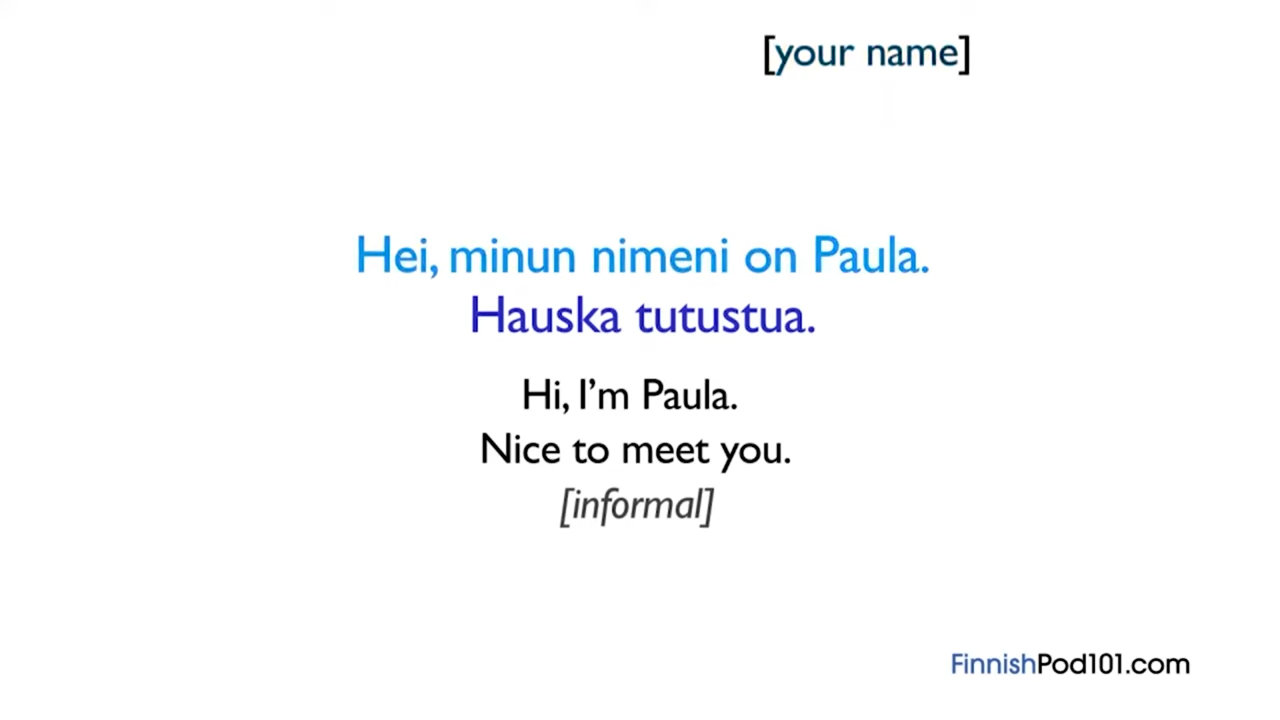 [your name]
Hei, minun nimeni on Paula.
Hauska tutustua.
Hi, I’m Paula.
Nice to meet you.
[informal]
FinnishPod101.com